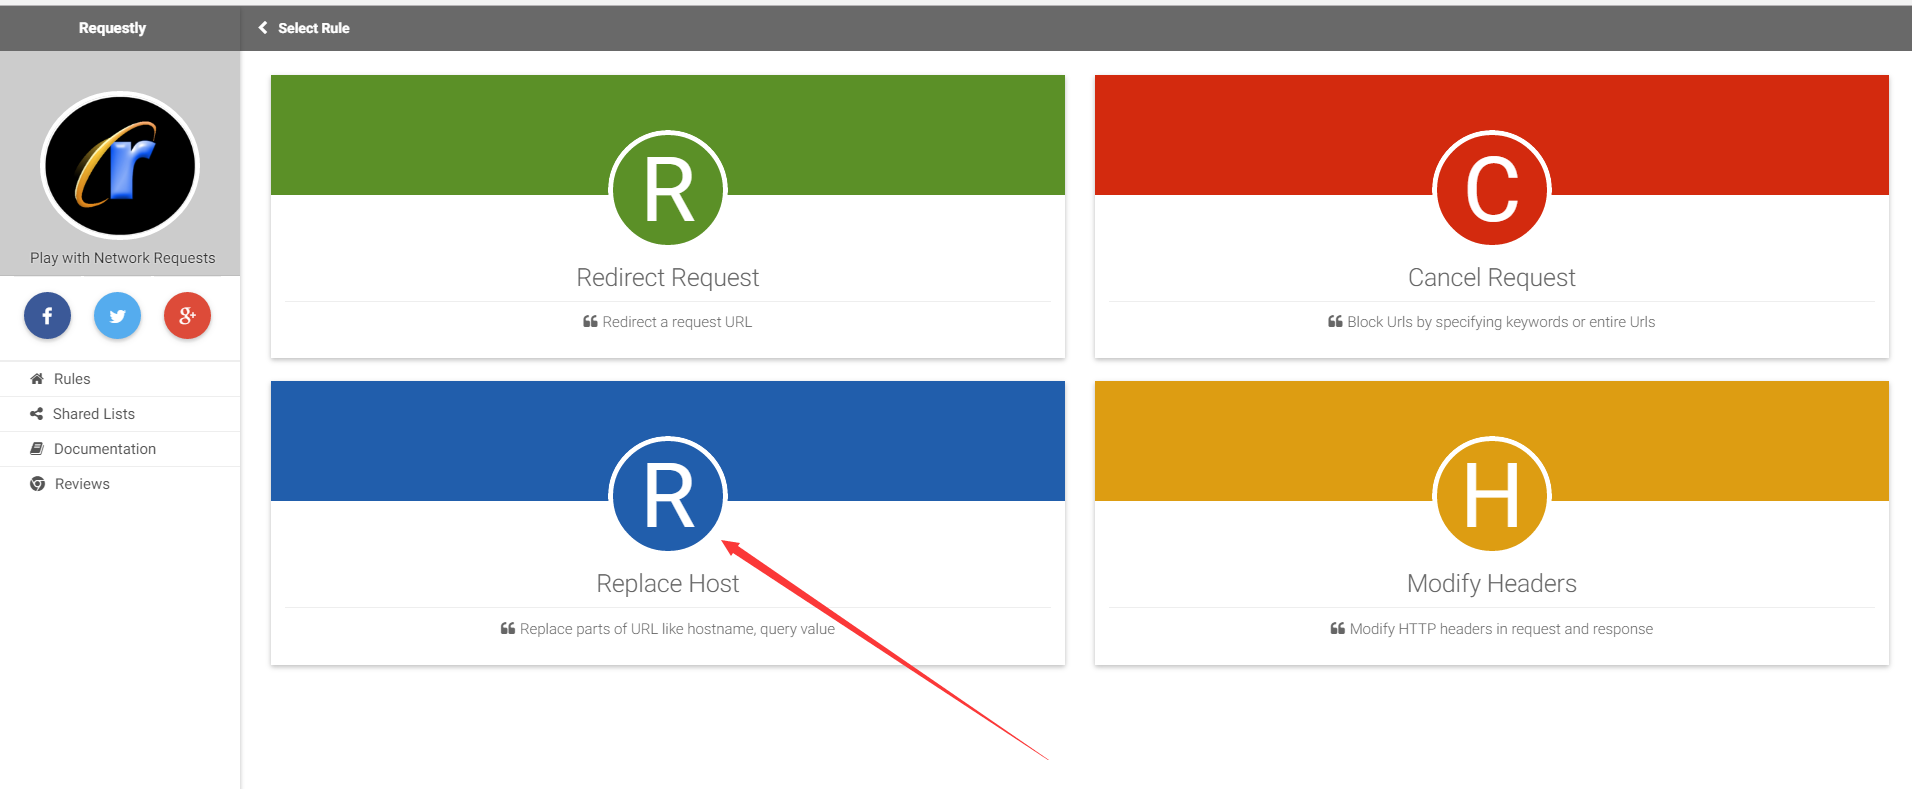 Requestly
Select Rule
r
Play with Network Requests
f
g+
Rules
Shared Lists
Documentation
Reviews
R
Redirect Request
Redirect a request URL
C
Cancel Request
Block Urls by specifying keywords or entire Urls
R
Replace Host
Replace parts of URL like hostname, query value
H
Modify Headers
Modify HTTP headers in request and response